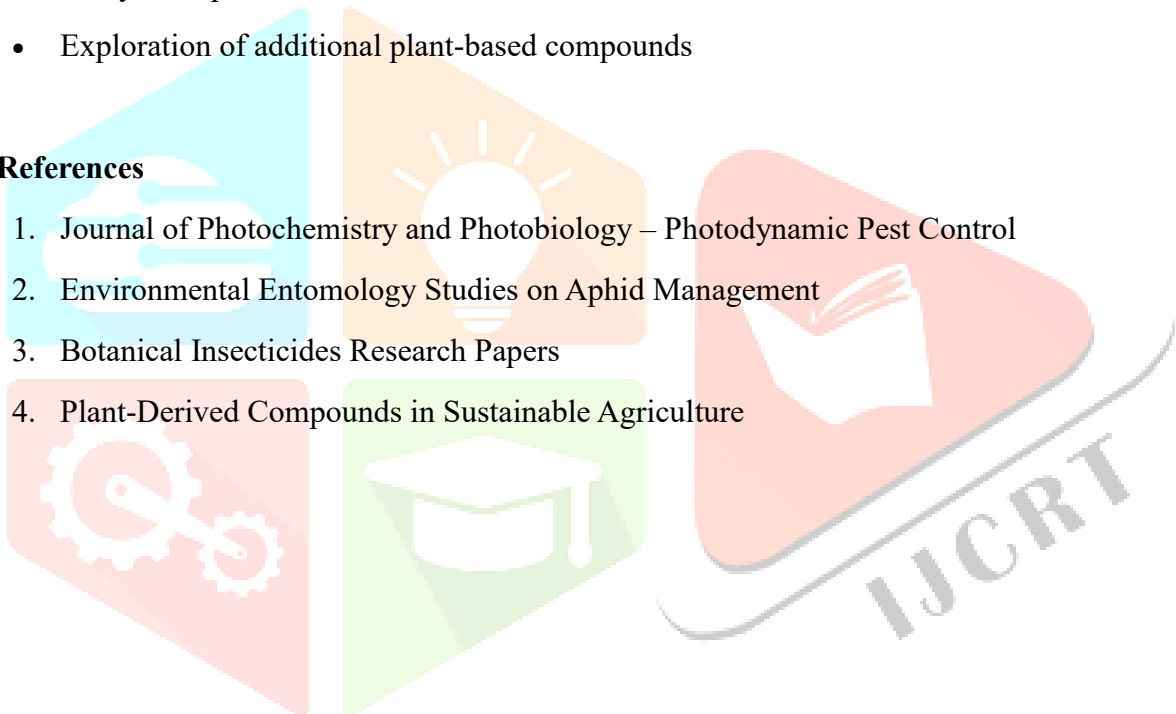 • Exploration of additional plant-based compounds
References
1. Journal of Photochemistry and Photobiology – Photodynamic Pest Control
2. Environmental Entomology Studies on Aphid Management
3. Botanical Insecticides Research Papers
4. Plant-Derived Compounds in Sustainable Agriculture
IJCRT